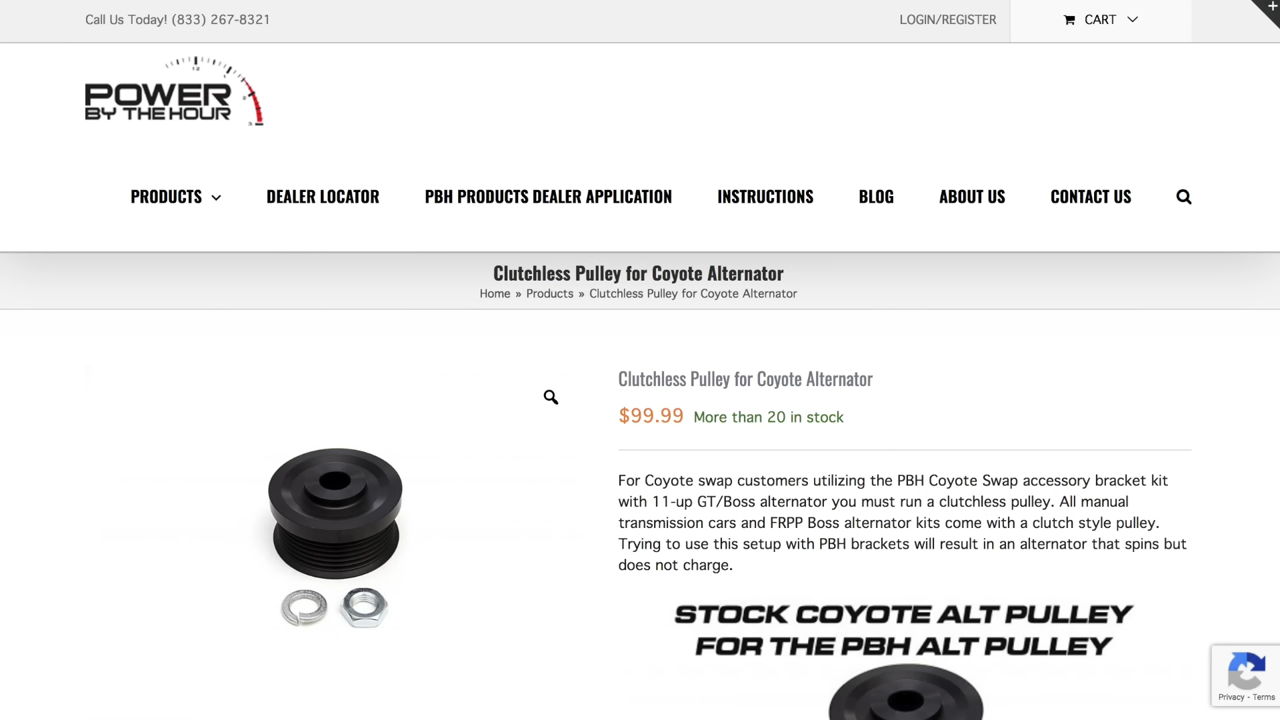 Call Us Today! (833) 267-8321
LOGIN/REGISTER
CART
POWER
BY THE HOUR
PRODUCTS
DEALER LOCATOR
PBH PRODUCTS DEALER APPLICATION
INSTRUCTIONS
BLOG
ABOUT US
CONTACT US
Clutchless Pulley for Coyote Alternator
Home » Products » Clutchless Pulley for Coyote Alternator
Clutchless Pulley for Coyote Alternator
$99.99 More than 20 in stock
For Coyote swap customers utilizing the PBH Coyote Swap accessory bracket kit
with 11-up GT/Boss alternator you must run a clutchless pulley. All manual
transmission cars and FRPP Boss alternator kits come with a clutch style pulley.
Trying to use this setup with PBH brackets will result in an alternator that spins but
does not charge.
STOCK COYOTE ALT PULLEY
FOR THE PBH ALT PULLEY
Privacy - Terms